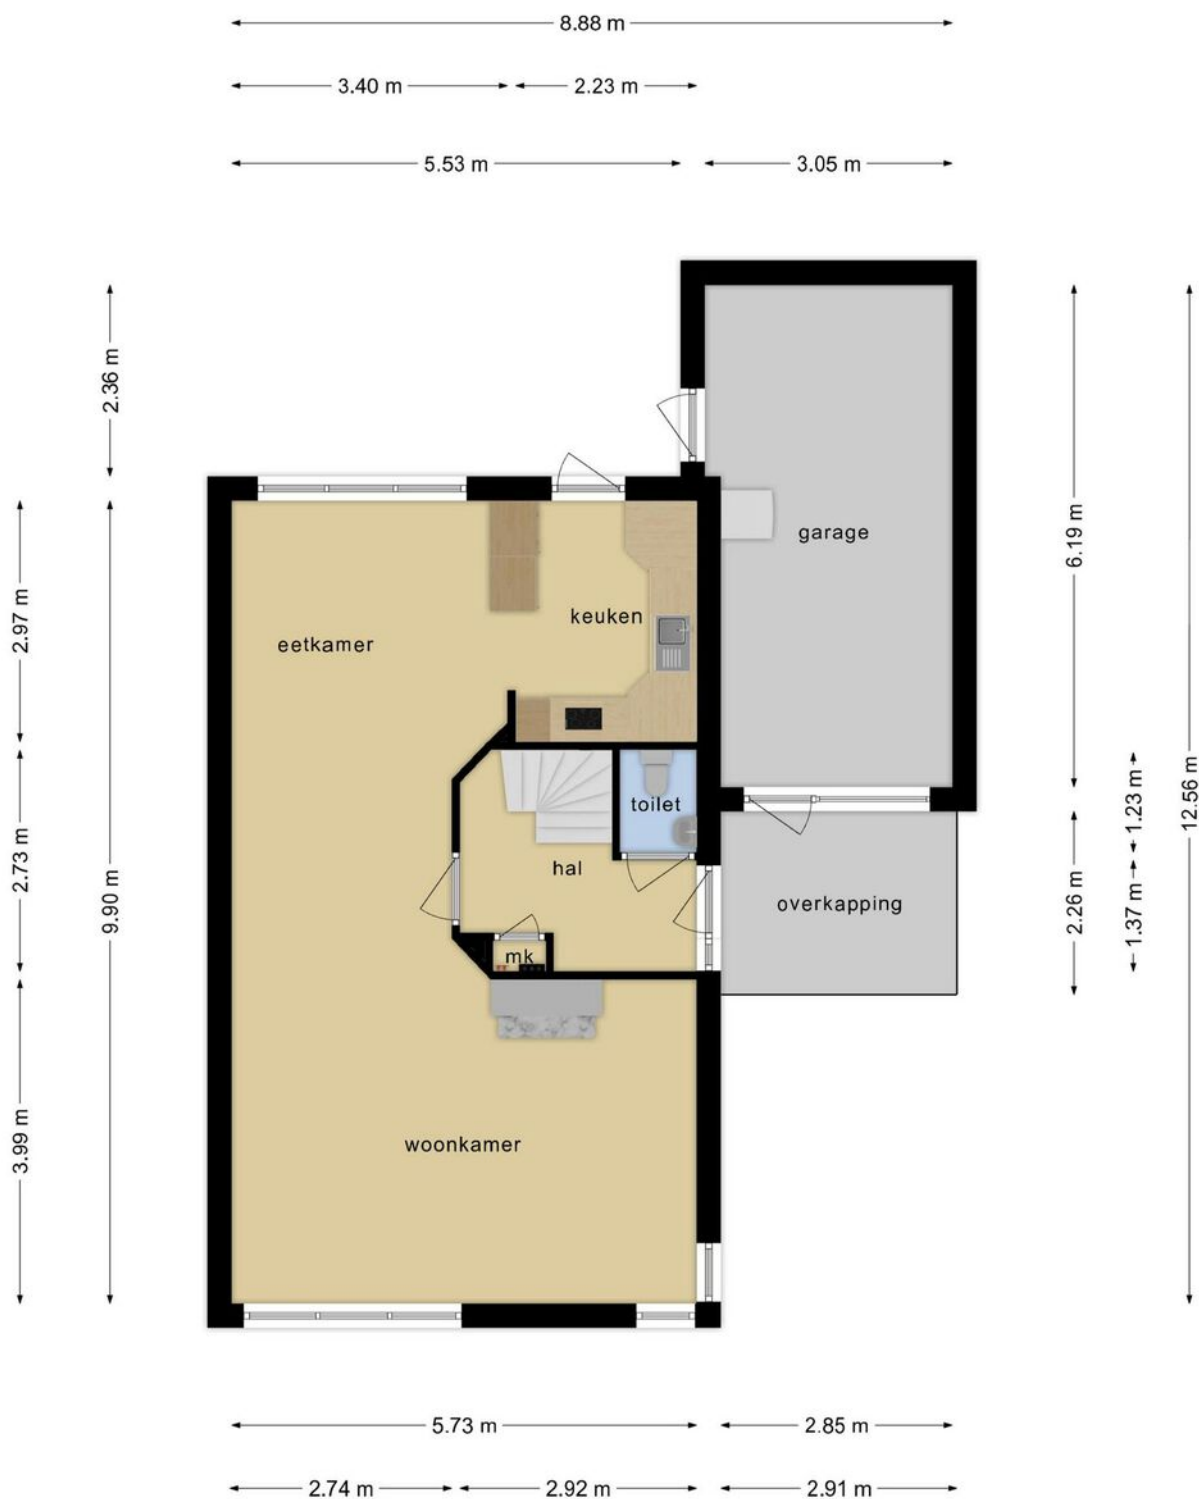 8.88 m
3.40 m
2.23 m
5.53 m
3.05 m
2.36 m
garage
6.19 m
2.97 m
keuken
eetkamer
12.56 m
1.23 m
toilet
2.73 m
hal
9.90 m
overkapping
2.26 m
1.37 m
mk
3.99 m
woonkamer
5.73 m
2.85 m
2.74 m
2.92 m
2.91 m